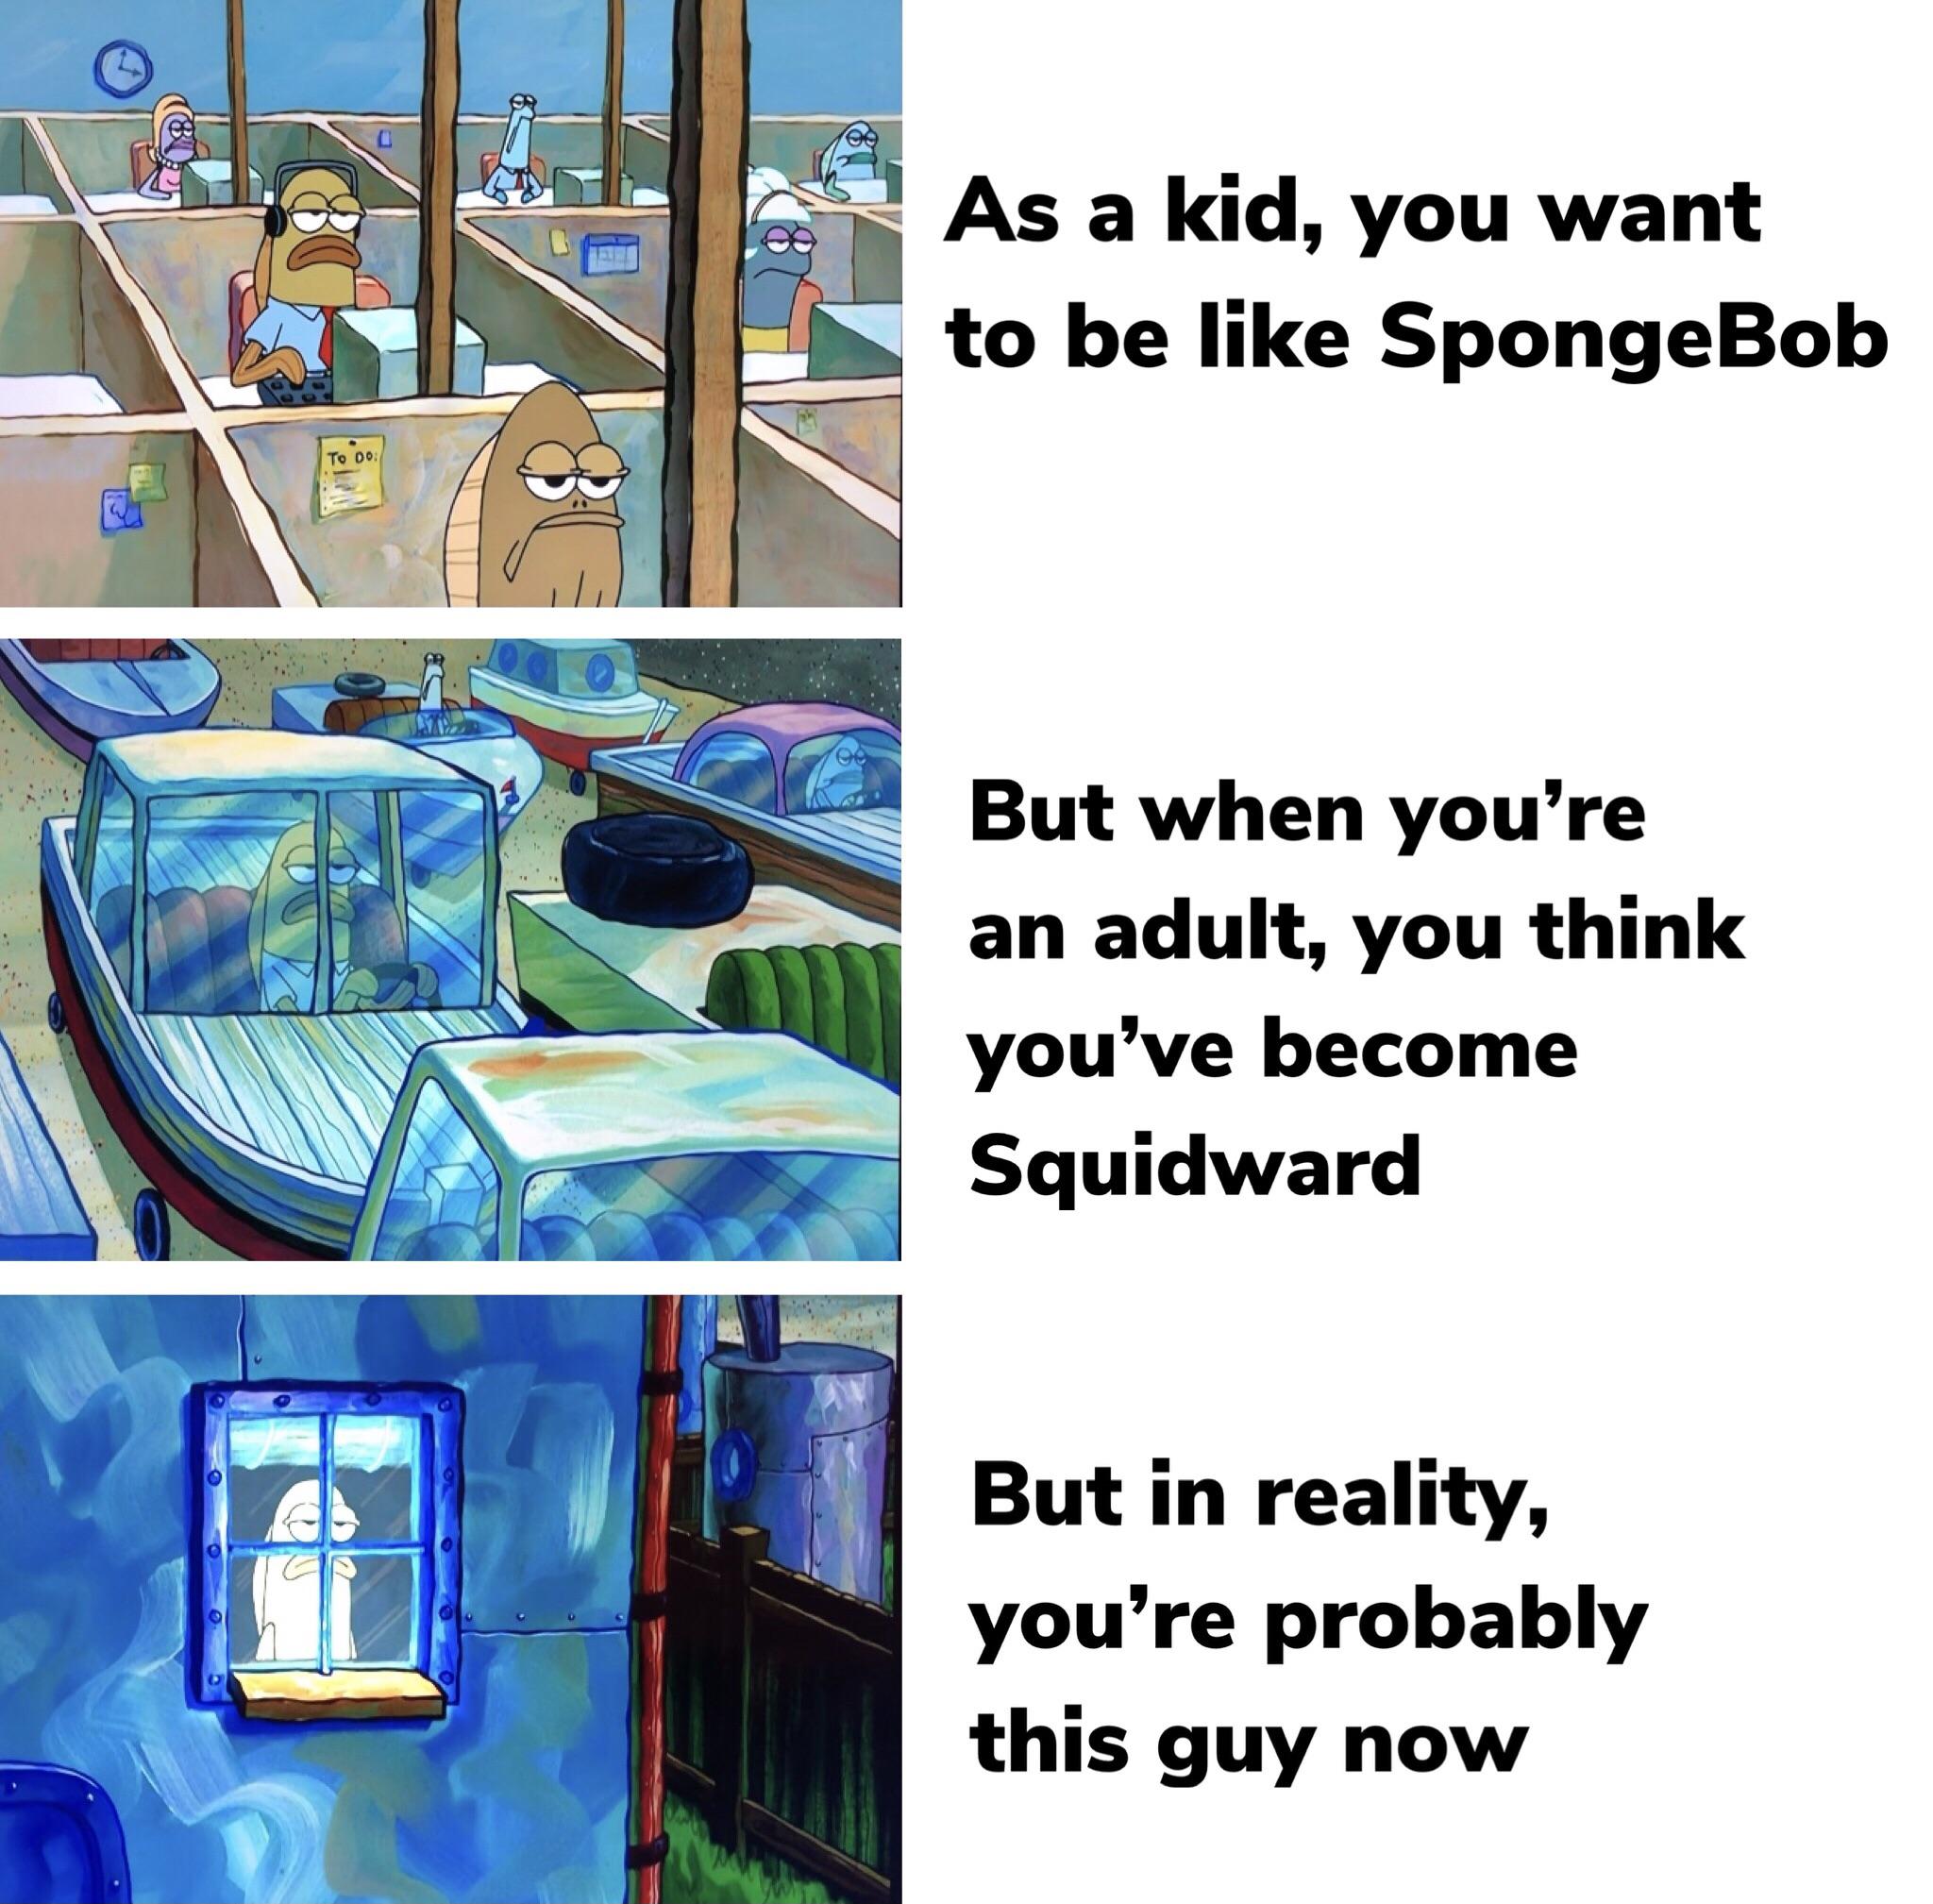 As a kid, you want
to be like SpongeBob
TO DO:
But when you’re
an adult, you think
you’ve become
Squidward
But in reality,
you’re probably
this guy now